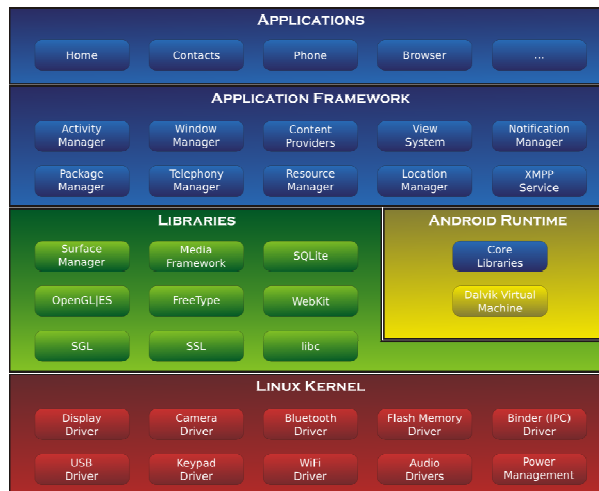 APPLICATIONS
Home Contacts Phone Browser ...
APPLICATION FRAMEWORK
Activity Manager Window Manager Content Providers View System Notification Manager
Package Manager Telephony Manager Resource Manager Location Manager XMPP Service
LIBRARIES
Surface Manager Media Framework SQLite
OpenGL|ES FreeType WebKit
SGL SSL libc
ANDROID RUNTIME
Core Libraries
Dalvik Virtual Machine
LINUX KERNEL
Display Driver Camera Driver Bluetooth Driver Flash Memory Driver Binder (IPC) Driver
USB Driver Keypad Driver WiFi Driver Audio Drivers Power Management